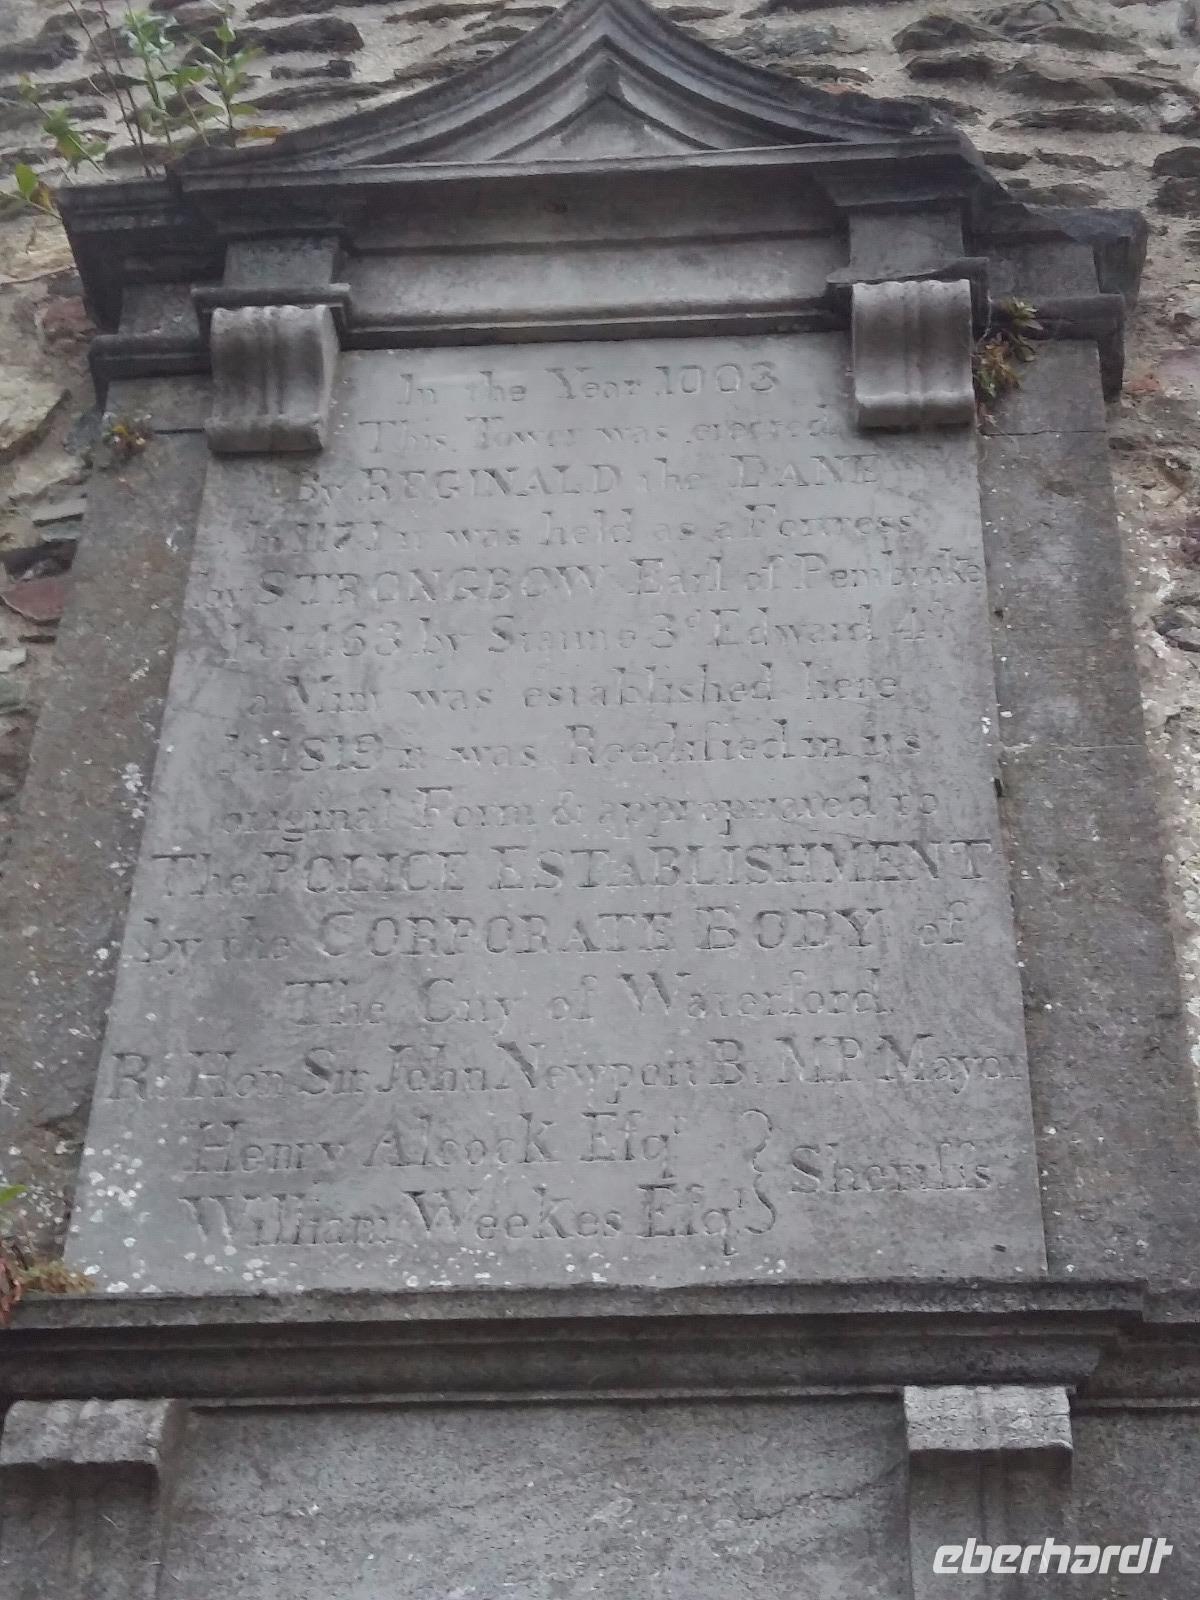 In the Year 1003
This Tower was erected
By REGINALD the DANE
In 1171 it was held as a Fortress
by STRONGBOW Earl of Pembroke
In 1463 by Statute 3d Edward 4th
a Mint was established here
In 1819 it was Reedified in its
original Form & appropriated to
The POLICE ESTABLISHMENT
by the CORPORATE BODY of
The City of Waterford
Rt. Hon Sir John Newport Bt. M.P. Mayor
Henry Alcock Esqr
William Weekes Esqr } Sheriffs
eberhardt